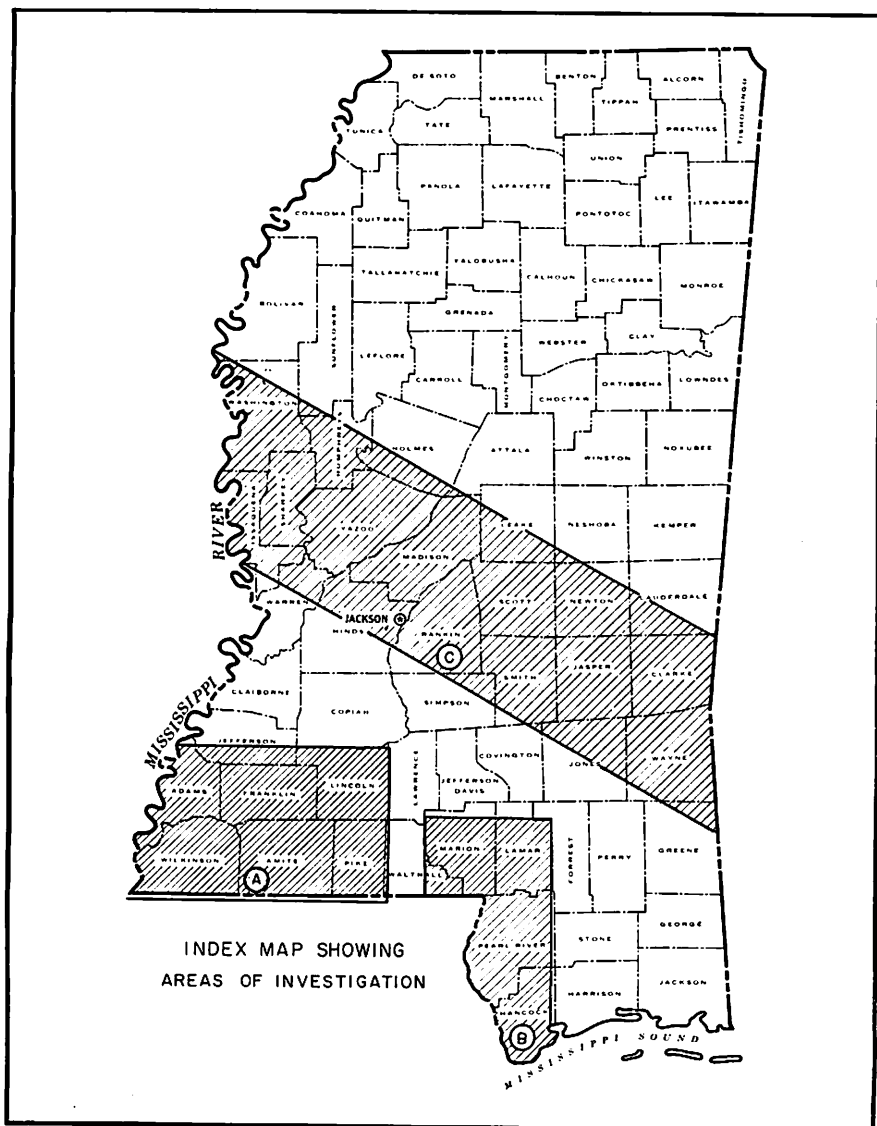 DE SOTO
MARSHALL
BENTON
TIPPAH
ALCORN
TISHOMINGO
TUNICA
TATE
PRENTISS
UNION
PANOLA
LAFAYETTE
LEE
ITAWAMBA
COAHOMA
QUITMAN
PONTOTOC
TALLAHATCHIE
YALOBUSHA
CALHOUN
CHICKASAW
MONROE
BOLIVAR
SUNFLOWER
GRENADA
LEFLORE
CARROLL
MONTGOMERY
WEBSTER
CLAY
CHOCTAW
OKTIBBEHA
LOWNDES
WASHINGTON
HUMPHREYS
HOLMES
ATTALA
WINSTON
NOXUBEE
ISSAQUENA
SHARKEY
YAZOO
LEAKE
NESHOBA
KEMPER
MADISON
RIVER
WARREN
JACKSON
HINDS
RANKIN
SCOTT
NEWTON
LAUDERDALE
C
SMITH
JASPER
CLARKE
MISSISSIPPI
CLAIBORNE
COPIAH
SIMPSON
JEFFERSON
LAWRENCE
JEFFERSON
DAVIS
COVINGTON
JONES
WAYNE
ADAMS
FRANKLIN
LINCOLN
WILKINSON
AMITE
PIKE
WALTHALL
MARION
LAMAR
FORREST
PERRY
GREENE
A
PEARL RIVER
STONE
GEORGE
INDEX MAP SHOWING
AREAS OF INVESTIGATION
HANCOCK
HARRISON
JACKSON
B
MISSISSIPPI SOUND